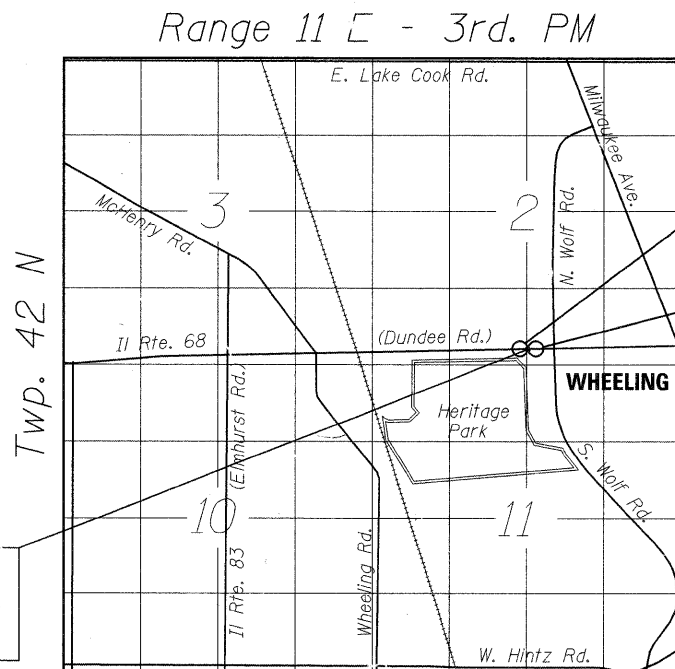 Range 11 E - 3rd. PM
E. Lake Cook Rd.
Milwaukee Ave.
3
2
McHenry Rd.
N. Wolf Rd.
Twp. 42 N
Il Rte. 68
(Dundee Rd.)
WHEELING
(Elmhurst Rd.)
Heritage
Park
S. Wolf Rd.
10
11
Il Rte. 83
Wheeling Rd.
W. Hintz Rd.